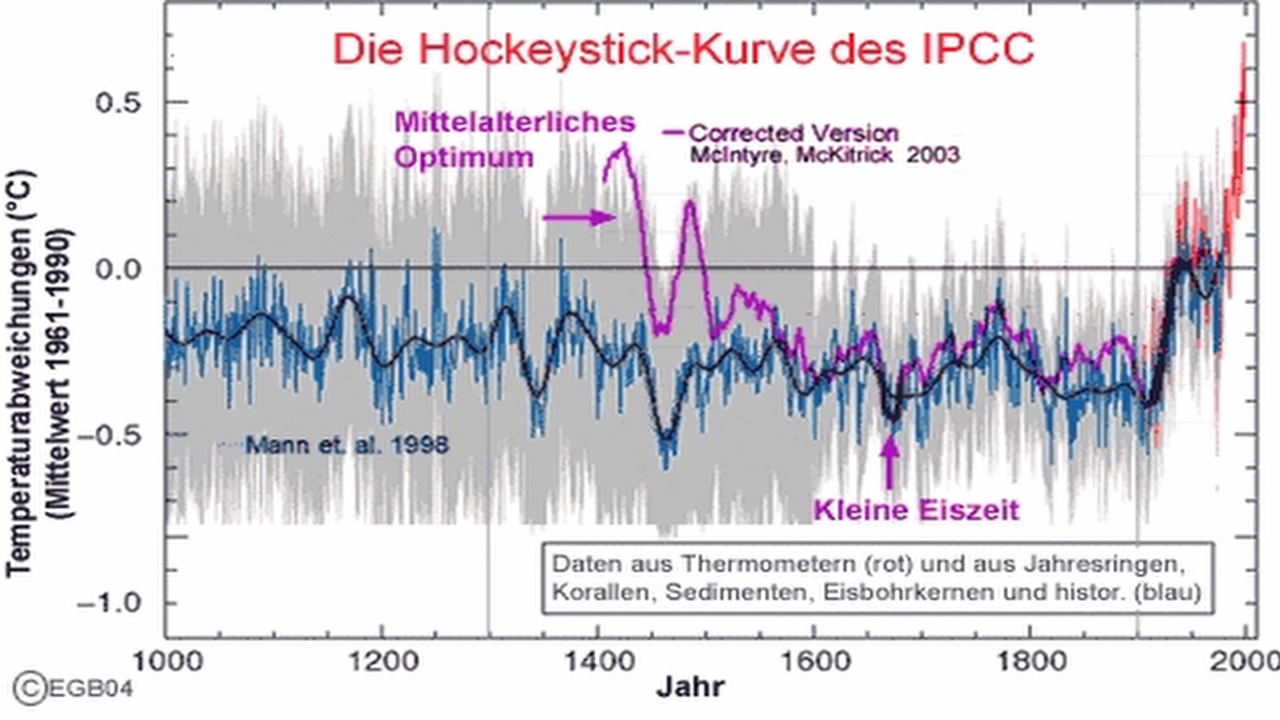 Die Hockeystick-Kurve des IPCC
Mittelalterliches
Optimum
Corrected Version
McIntyre, McKitrick 2003
Temperaturabweichungen (°C)
(Mittelwert 1961-1990)
0.5
0.0
−0.5
−1.0
Mann et. al. 1998
Kleine Eiszeit
Daten aus Thermometern (rot) und aus Jahresringen,
Korallen, Sedimenten, Eisbohrkernen und histor. (blau)
1000 1200 1400 1600 1800 2000
Jahr
©EGB04